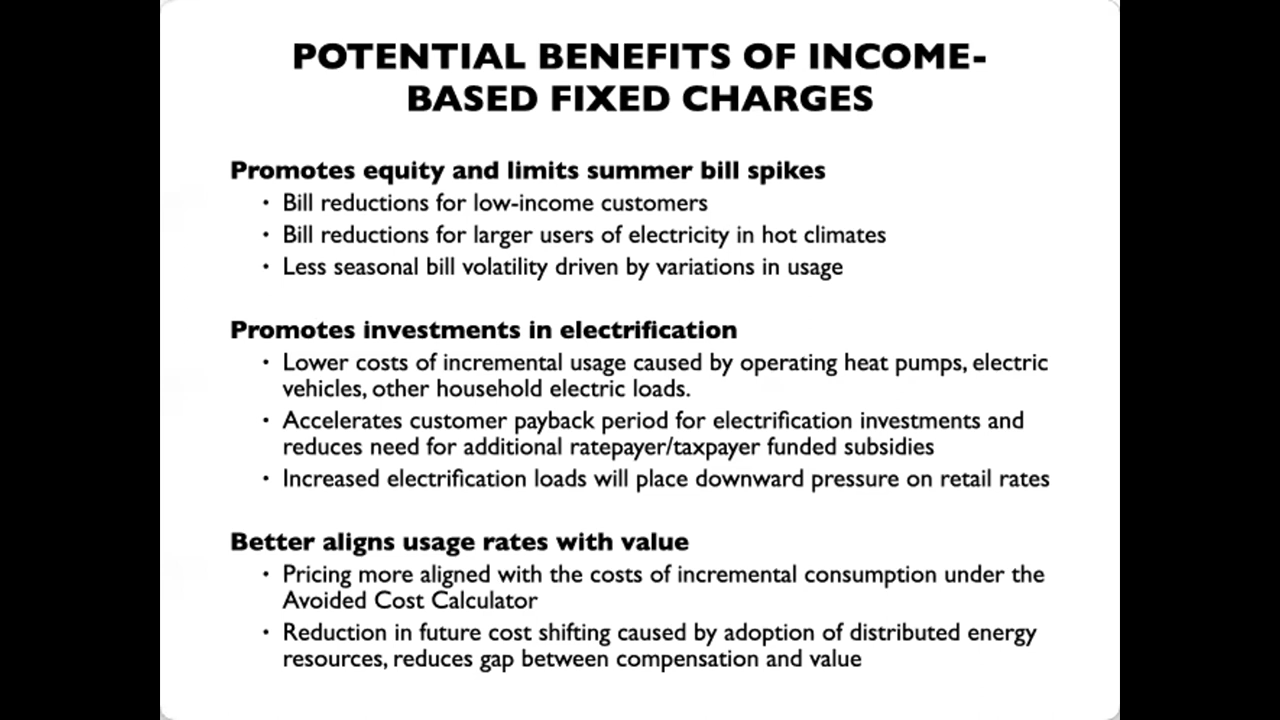 POTENTIAL BENEFITS OF INCOME-
BASED FIXED CHARGES
Promotes equity and limits summer bill spikes
• Bill reductions for low-income customers
• Bill reductions for larger users of electricity in hot climates
• Less seasonal bill volatility driven by variations in usage
Promotes investments in electrification
• Lower costs of incremental usage caused by operating heat pumps, electric
vehicles, other household electric loads.
• Accelerates customer payback period for electrification investments and
reduces need for additional ratepayer/taxpayer funded subsidies
• Increased electrification loads will place downward pressure on retail rates
Better aligns usage rates with value
• Pricing more aligned with the costs of incremental consumption under the
Avoided Cost Calculator
• Reduction in future cost shifting caused by adoption of distributed energy
resources, reduces gap between compensation and value